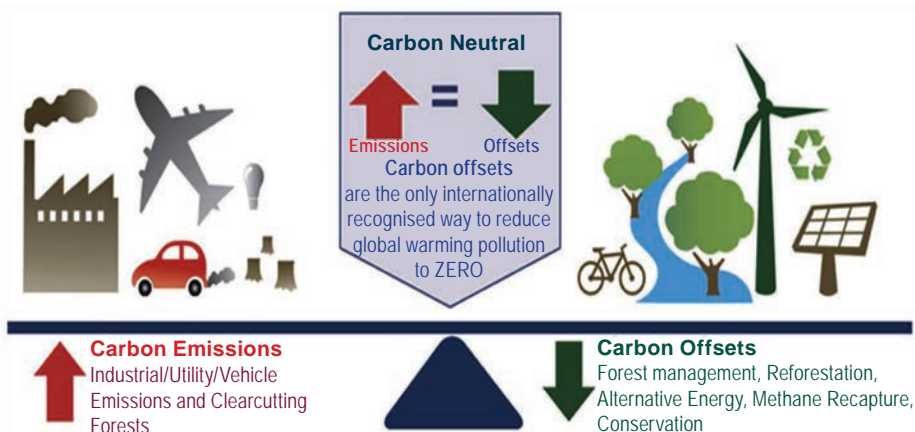 Carbon Neutral
=
Emissions
Offsets
Carbon offsets
are the only internationally
recognised way to reduce
global warming pollution
to ZERO
Carbon Emissions
Industrial/Utility/Vehicle
Emissions and Clearcutting
Forests
Carbon Offsets
Forest management, Reforestation,
Alternative Energy, Methane Recapture,
Conservation